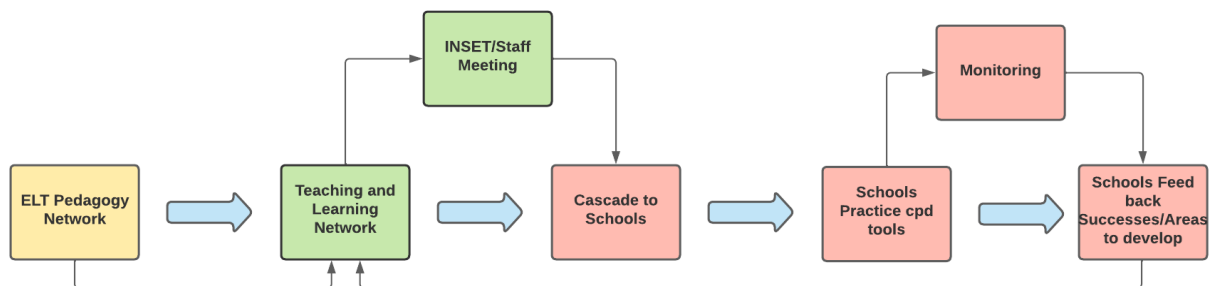 INSET/Staff
Meeting
Monitoring
ELT Pedagogy
Network
Teaching and
Learning
Network
Cascade to
Schools
Schools
Practice cpd
tools
Schools Feed
back
Successes/Areas
to develop